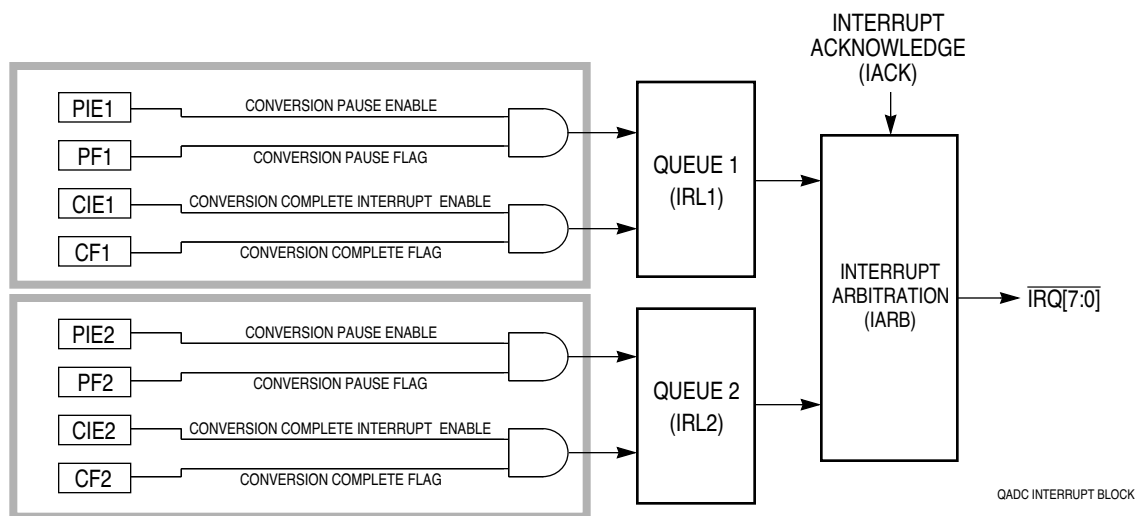 INTERRUPT
ACKNOWLEDGE
(IACK)
PIE1
CONVERSION PAUSE ENABLE
PF1
CONVERSION PAUSE FLAG
CIE1
CONVERSION COMPLETE INTERRUPT ENABLE
CF1
CONVERSION COMPLETE FLAG
QUEUE 1
(IRL1)
PIE2
CONVERSION PAUSE ENABLE
PF2
CONVERSION PAUSE FLAG
CIE2
CONVERSION COMPLETE INTERRUPT ENABLE
CF2
CONVERSION COMPLETE FLAG
QUEUE 2
(IRL2)
INTERRUPT
ARBITRATION
(IARB)
IRQ[7:0]
QADC INTERRUPT BLOCK